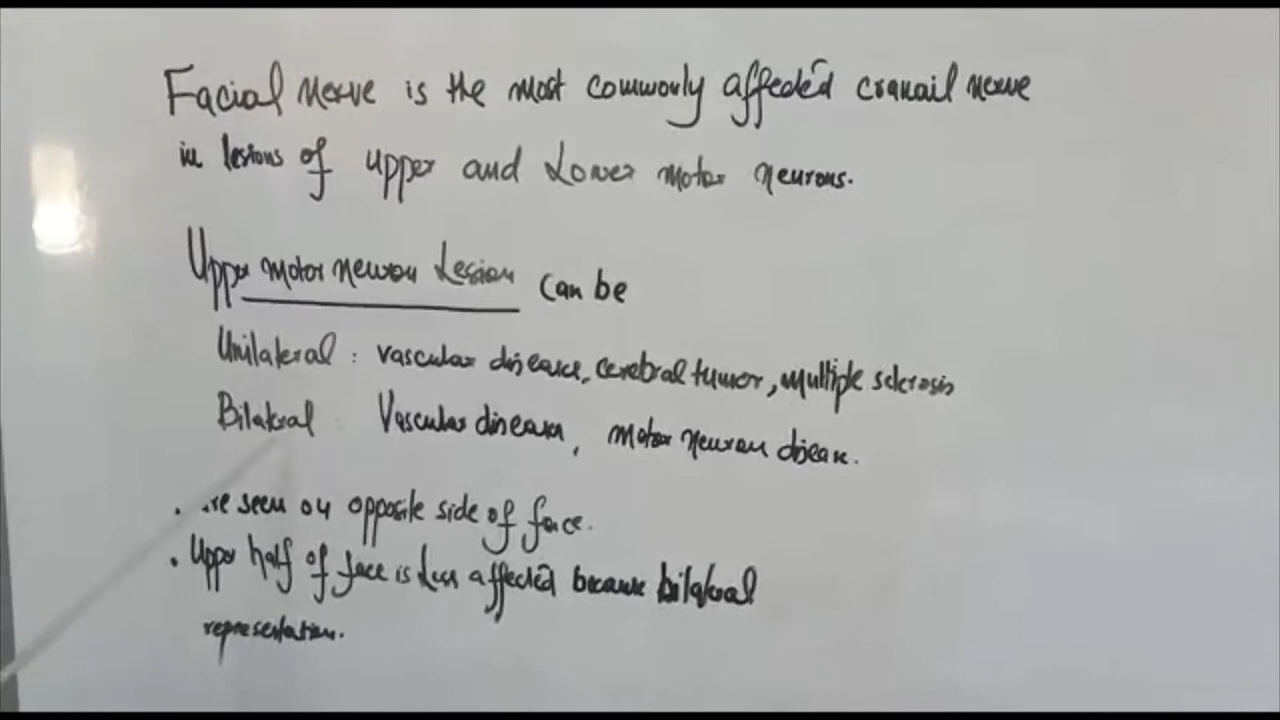 Facial nerve is the most commonly affected cranail nerve
in lesions of upper and Lower motor neurons.
Upper motor neuron Lesion can be
Unilateral : vascular disease, cerebral tumor, multiple sclerosis
Bilateral Vascular disease, motor neuron disease.
. seen on opposite side of face.
. Upper half of face is Less affected because bilateral
representation.